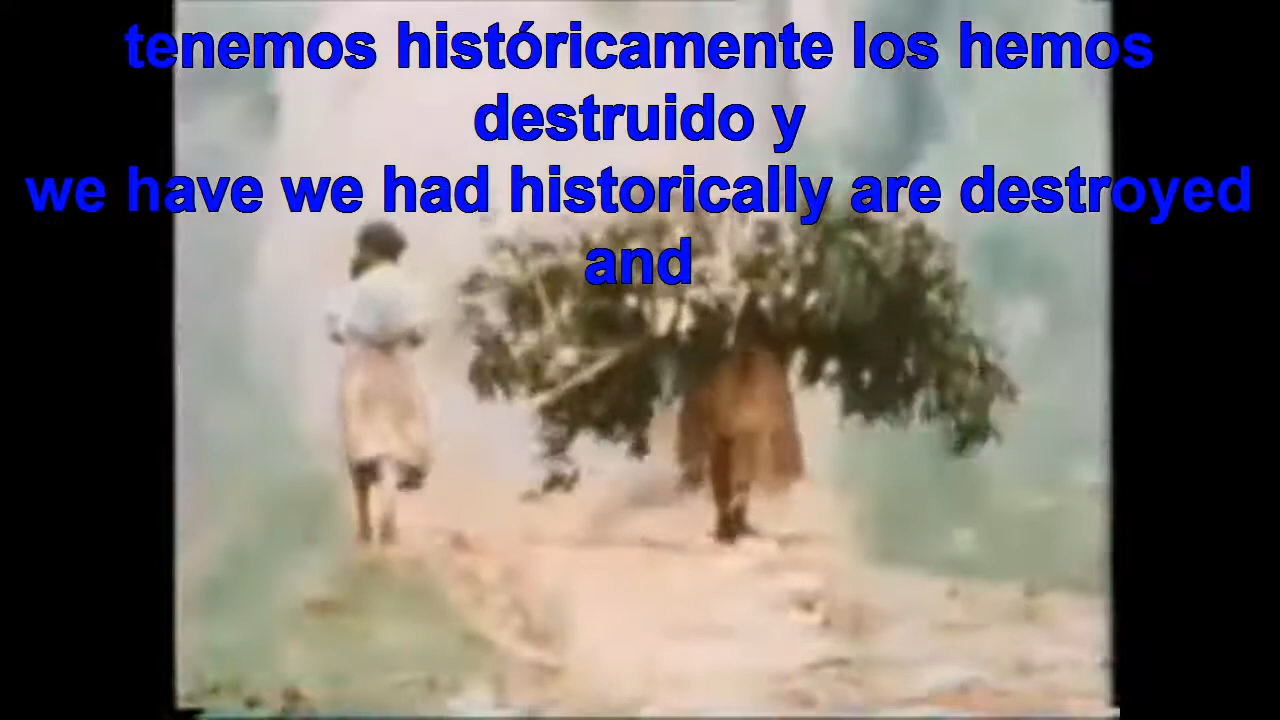 tenemos históricamente los hemos
destruido y
we have we had historically are destroyed
and